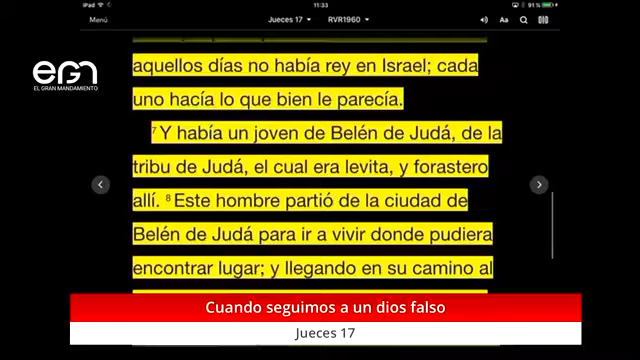 iPad
11:33
91 %
Menú
Jueces 17
RVR1960
Aa
aquellos días no había rey en Israel; cada
uno hacía lo que bien le parecía.
7 Y había un joven de Belén de Judá, de la
tribu de Judá, el cual era levita, y forastero
allí. 8 Este hombre partió de la ciudad de
Belén de Judá para ir a vivir donde pudiera
encontrar lugar; y llegando en su camino al
EL GRAN MANDAMIENTO
Cuando seguimos a un dios falso
Jueces 17